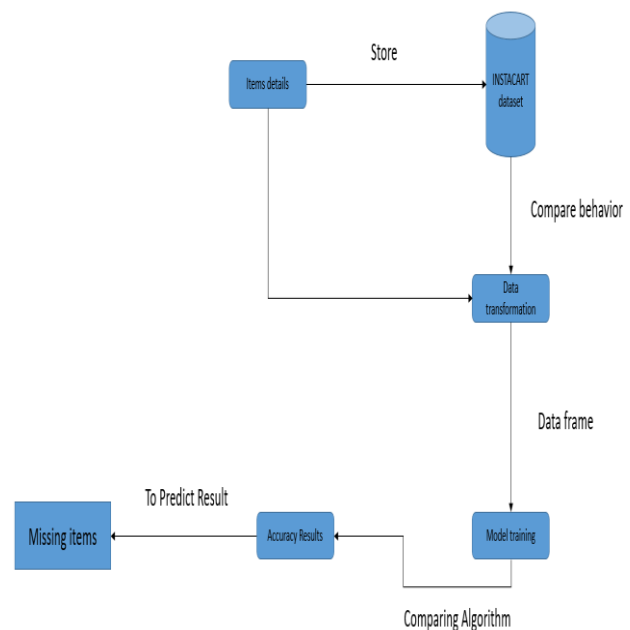 Store
Items details
INSTACART
dataset
Compare behavior
Data
transformation
Data frame
To Predict Result
Missing items
Accuracy Results
Model training
Comparing Algorithm